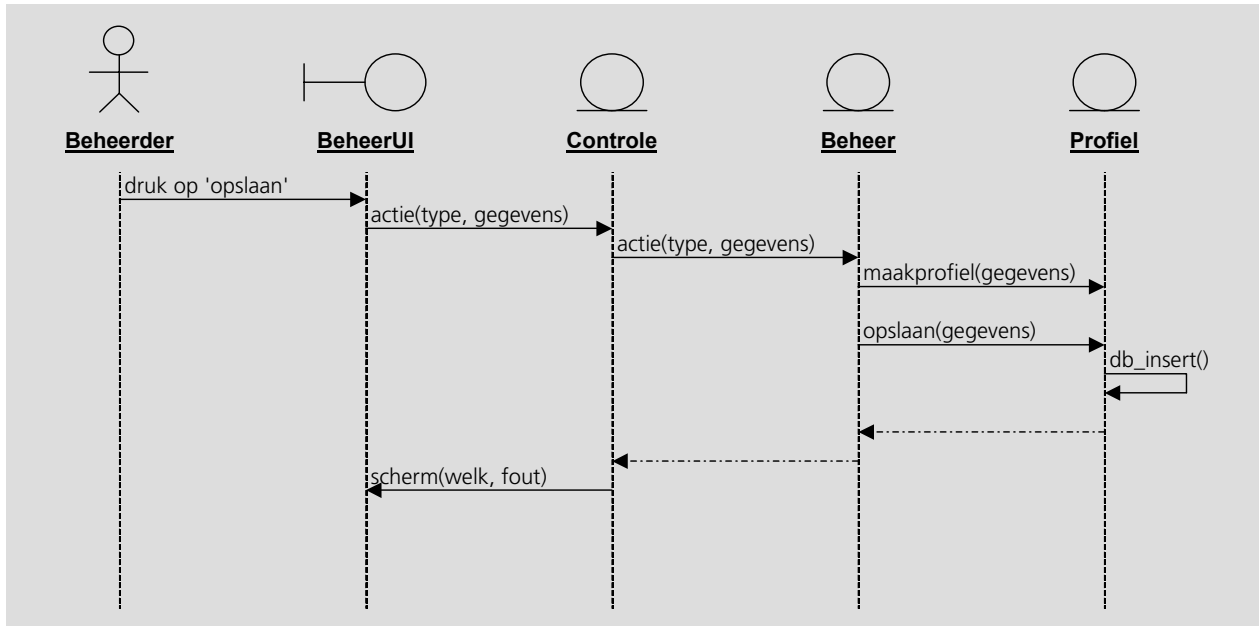 Beheerder
BeheerUI
Controle
Beheer
Profiel
druk op 'opslaan'
actie(type, gegevens)
actie(type, gegevens)
maakprofiel(gegevens)
opslaan(gegevens)
db_insert()
scherm(welk, fout)